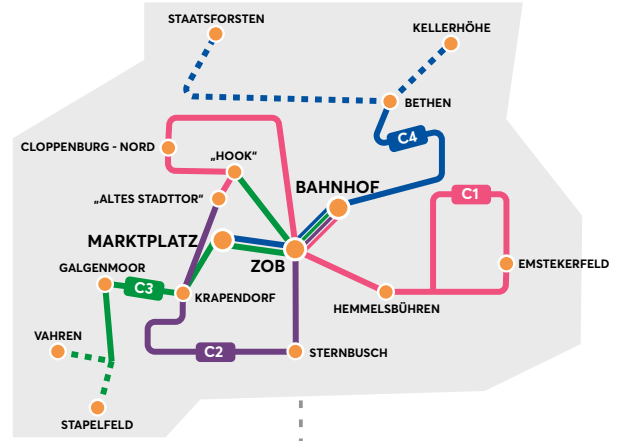 STAATSFORSTEN
KELLERHÖHE
BETHEN
C4
CLOPPENBURG - NORD
„HOOK“
„ALTES STADTTOR“
BAHNHOF
C1
MARKTPLATZ
ZOB
EMSTEKERFELD
GALGENMOOR
C3
KRAPENDORF
HEMMELSBÜHREN
VAHREN
C2
STERNBUSCH
STAPELFELD